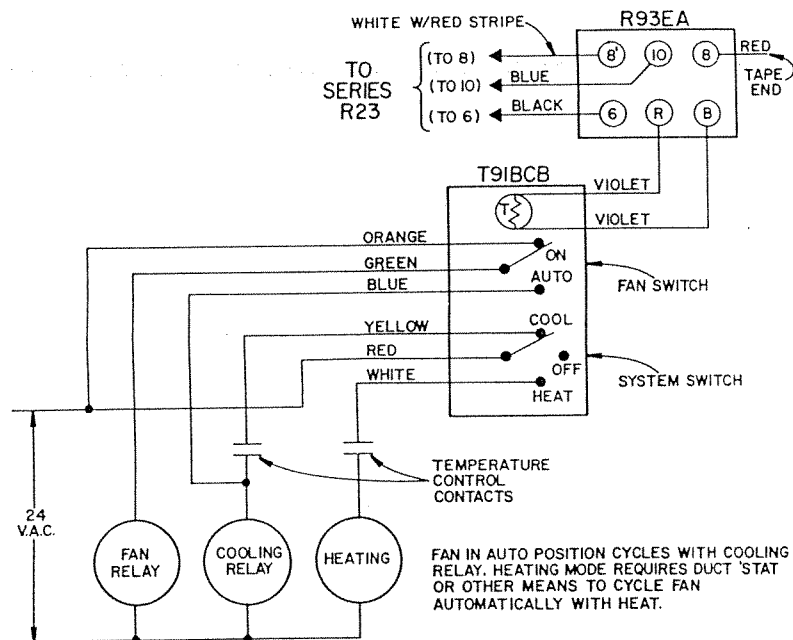 R93EA
WHITE W/RED STRIPE
TO
SERIES
R23
(TO 8)
(TO 10)
BLUE
(TO 6)
BLACK
8'
10
8
RED
TAPE
END
6
R
B
T91BCB
VIOLET
VIOLET
T
ORANGE
ON
GREEN
AUTO
BLUE
FAN SWITCH
YELLOW
COOL
RED
OFF
WHITE
HEAT
SYSTEM SWITCH
TEMPERATURE
CONTROL
CONTACTS
24
V.A.C.
FAN
RELAY
COOLING
RELAY
HEATING
FAN IN AUTO POSITION CYCLES WITH COOLING
RELAY. HEATING MODE REQUIRES DUCT 'STAT
OR OTHER MEANS TO CYCLE FAN
AUTOMATICALLY WITH HEAT.